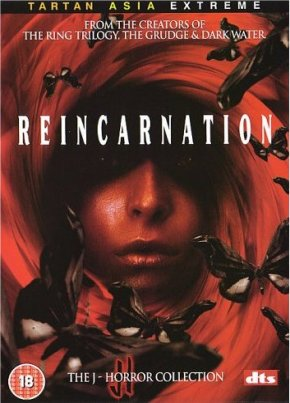 TARTAN ASIA EXTREME
FROM THE CREATORS OF
THE RING TRILOGY, THE GRUDGE & DARK WATER.
REINCARNATION
18
THE J - HORROR COLLECTION
JH
dts